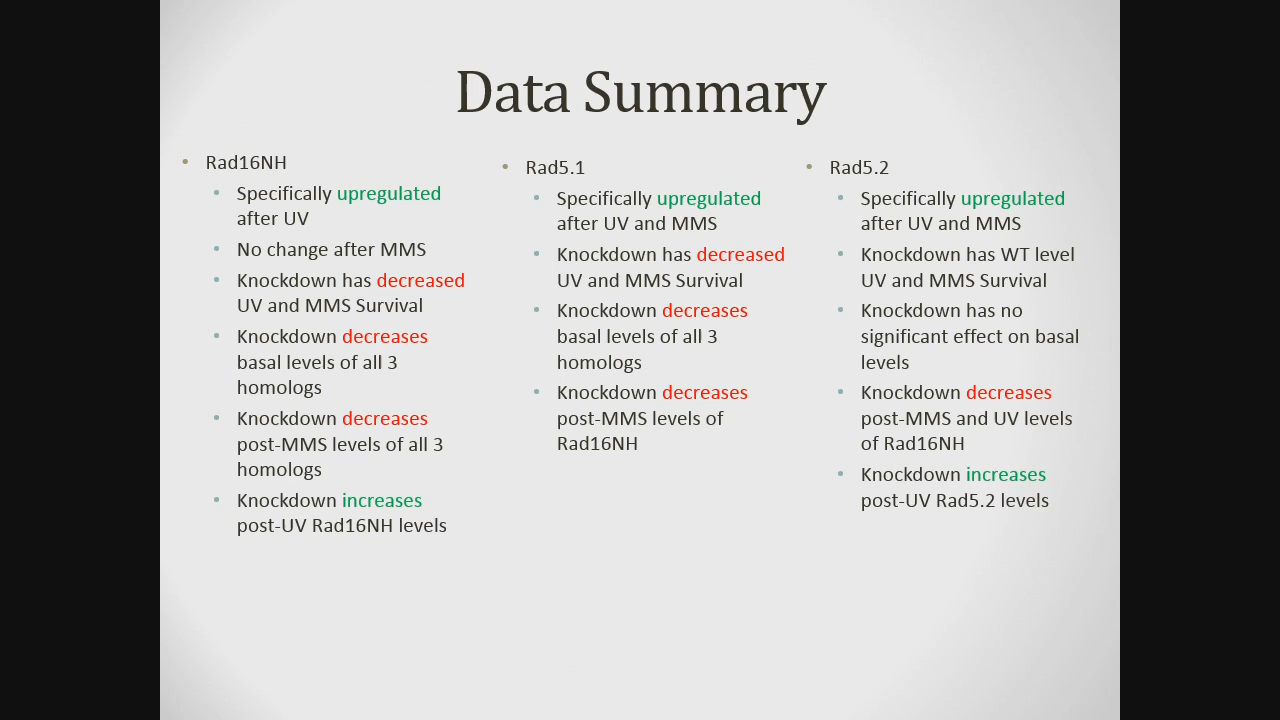 Data Summary
• Rad16NH
• Specifically upregulated
after UV
• No change after MMS
• Knockdown has decreased
UV and MMS Survival
• Knockdown decreases
basal levels of all 3
homologs
• Knockdown decreases
post-MMS levels of all 3
homologs
• Knockdown increases
post-UV Rad16NH levels
• Rad5.1
• Specifically upregulated
after UV and MMS
• Knockdown has decreased
UV and MMS Survival
• Knockdown decreases
basal levels of all 3
homologs
• Knockdown decreases
post-MMS levels of
Rad16NH
• Rad5.2
• Specifically upregulated
after UV and MMS
• Knockdown has WT level
UV and MMS Survival
• Knockdown has no
significant effect on basal
levels
• Knockdown decreases
post-MMS and UV levels
of Rad16NH
• Knockdown increases
post-UV Rad5.2 levels